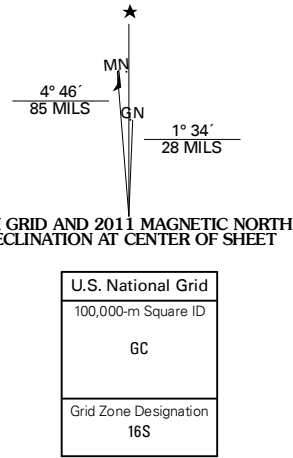 ★
MN
4° 46´
85 MILS
GN
1° 34´
28 MILS
GRID AND 2011 MAGNETIC NORTH
ECLINATION AT CENTER OF SHEET
U.S. National Grid
100,000-m Square ID
GC
Grid Zone Designation
16S